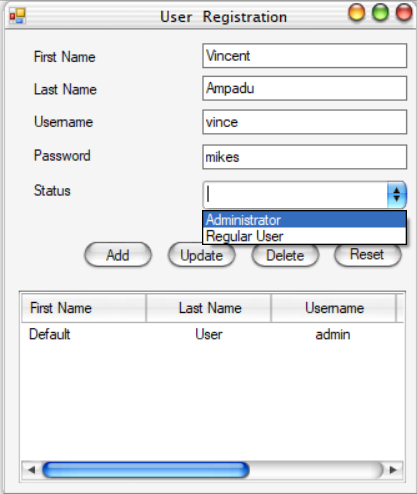 User Registration
First Name Vincent
Last Name Ampadu
Username vince
Password mikes
Status
Administrator
Regular User
Add Update Delete Reset
First Name Last Name Username
Default User admin